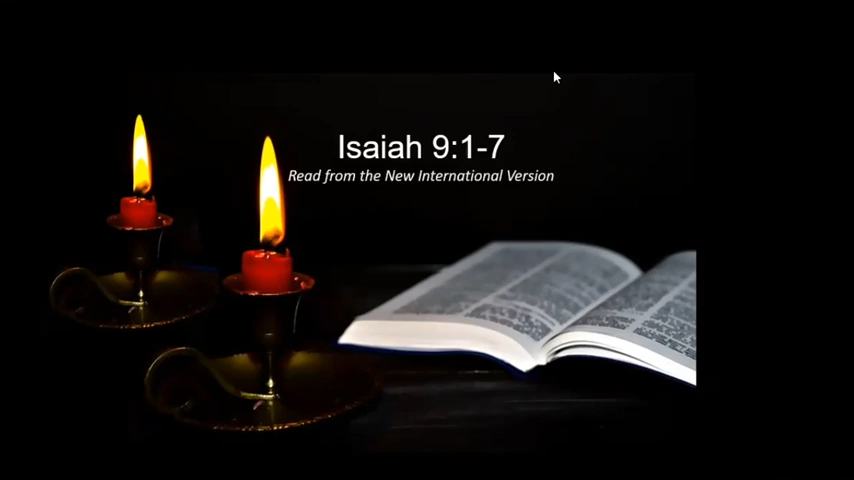 Isaiah 9:1-7
Read from the New International Version